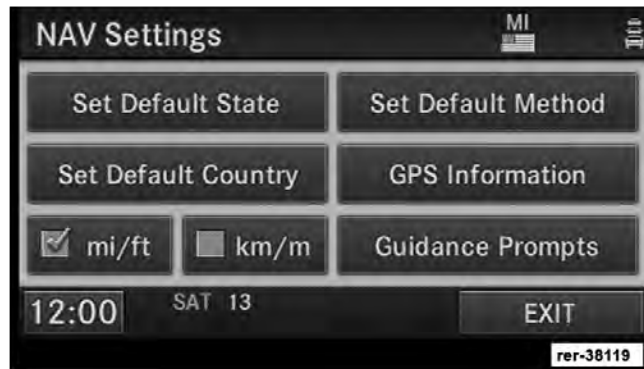 NAV Settings MI
Set Default State Set Default Method
Set Default Country GPS Information
mi/ft km/m Guidance Prompts
12:00 SAT 13 EXIT
rer-38119